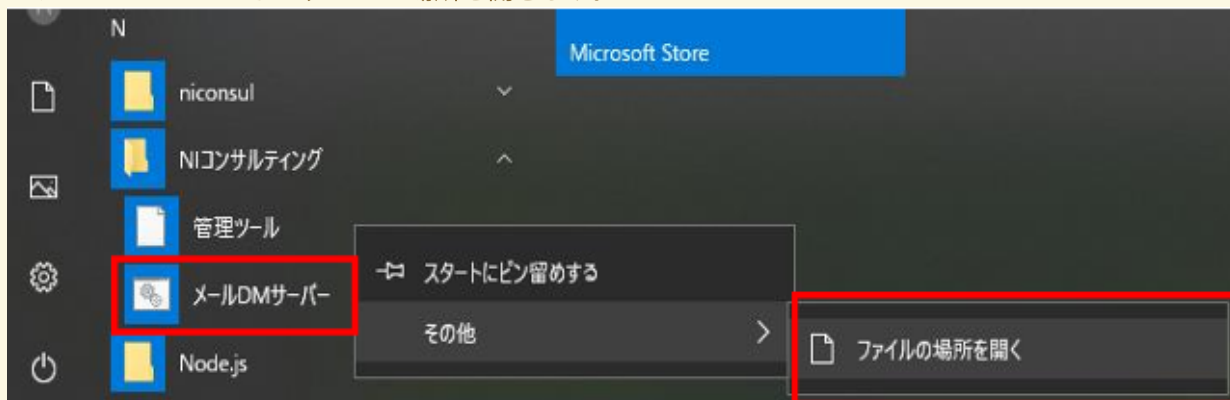 N
Microsoft Store
niconsul
NIコンサルティング
管理ツール
スタートにピン留めする
メールDMサーバー
その他
ファイルの場所を開く
Node.js